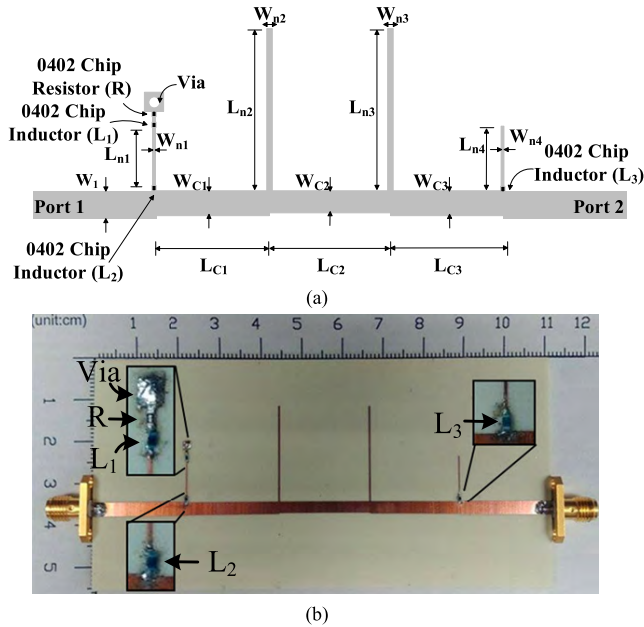 W_n2
W_n3
0402 Chip
Resistor (R)
Via
0402 Chip
Inductor (L_1)
L_n2
L_n3
L_n1
W_n1
L_n4
W_n4
0402 Chip
Inductor (L_3)
W_1
W_C1
W_C2
W_C3
Port 1
Port 2
0402 Chip
Inductor (L_2)
L_C1
L_C2
L_C3
(a)
(unit:cm) 1 2 3 4 5 6 7 8 9 10 11 12
Via
1
R
L_3
2
L_1
3
4
5
L_2
(b)